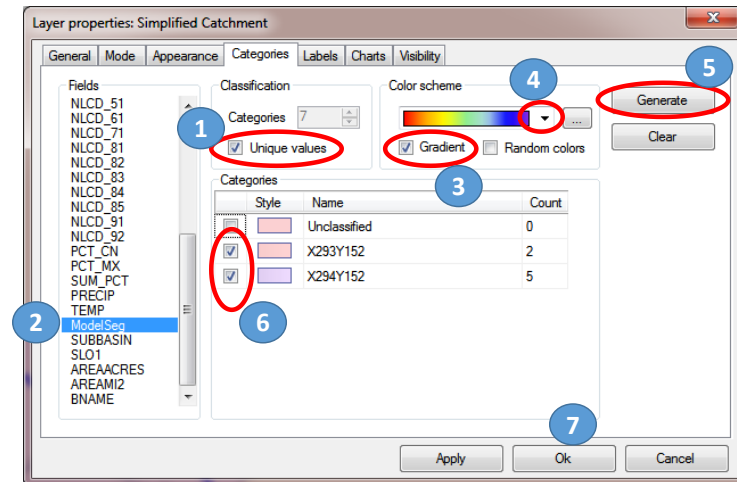 Layer properties: Simplified Catchment
x
General Mode Appearance Categories Labels Charts Visibility
Fields
NLCD_51
NLCD_61
NLCD_71
NLCD_81
NLCD_82
NLCD_83
NLCD_84
NLCD_85
NLCD_91
NLCD_92
PCT_CN
PCT_MX
SUM_PCT
PRECIP
TEMP
ModelSeg
SUBBASIN
SLO1
AREAACRES
AREAMI2
BNAME
2
Classification
Categories 7
1
Unique values
Color scheme
4
...
Gradient Random colors
3
5
Generate
Clear
Categories
Style Name Count
Unclassified 0
X293Y152 2
X294Y152 5
6
7
Apply Ok Cancel